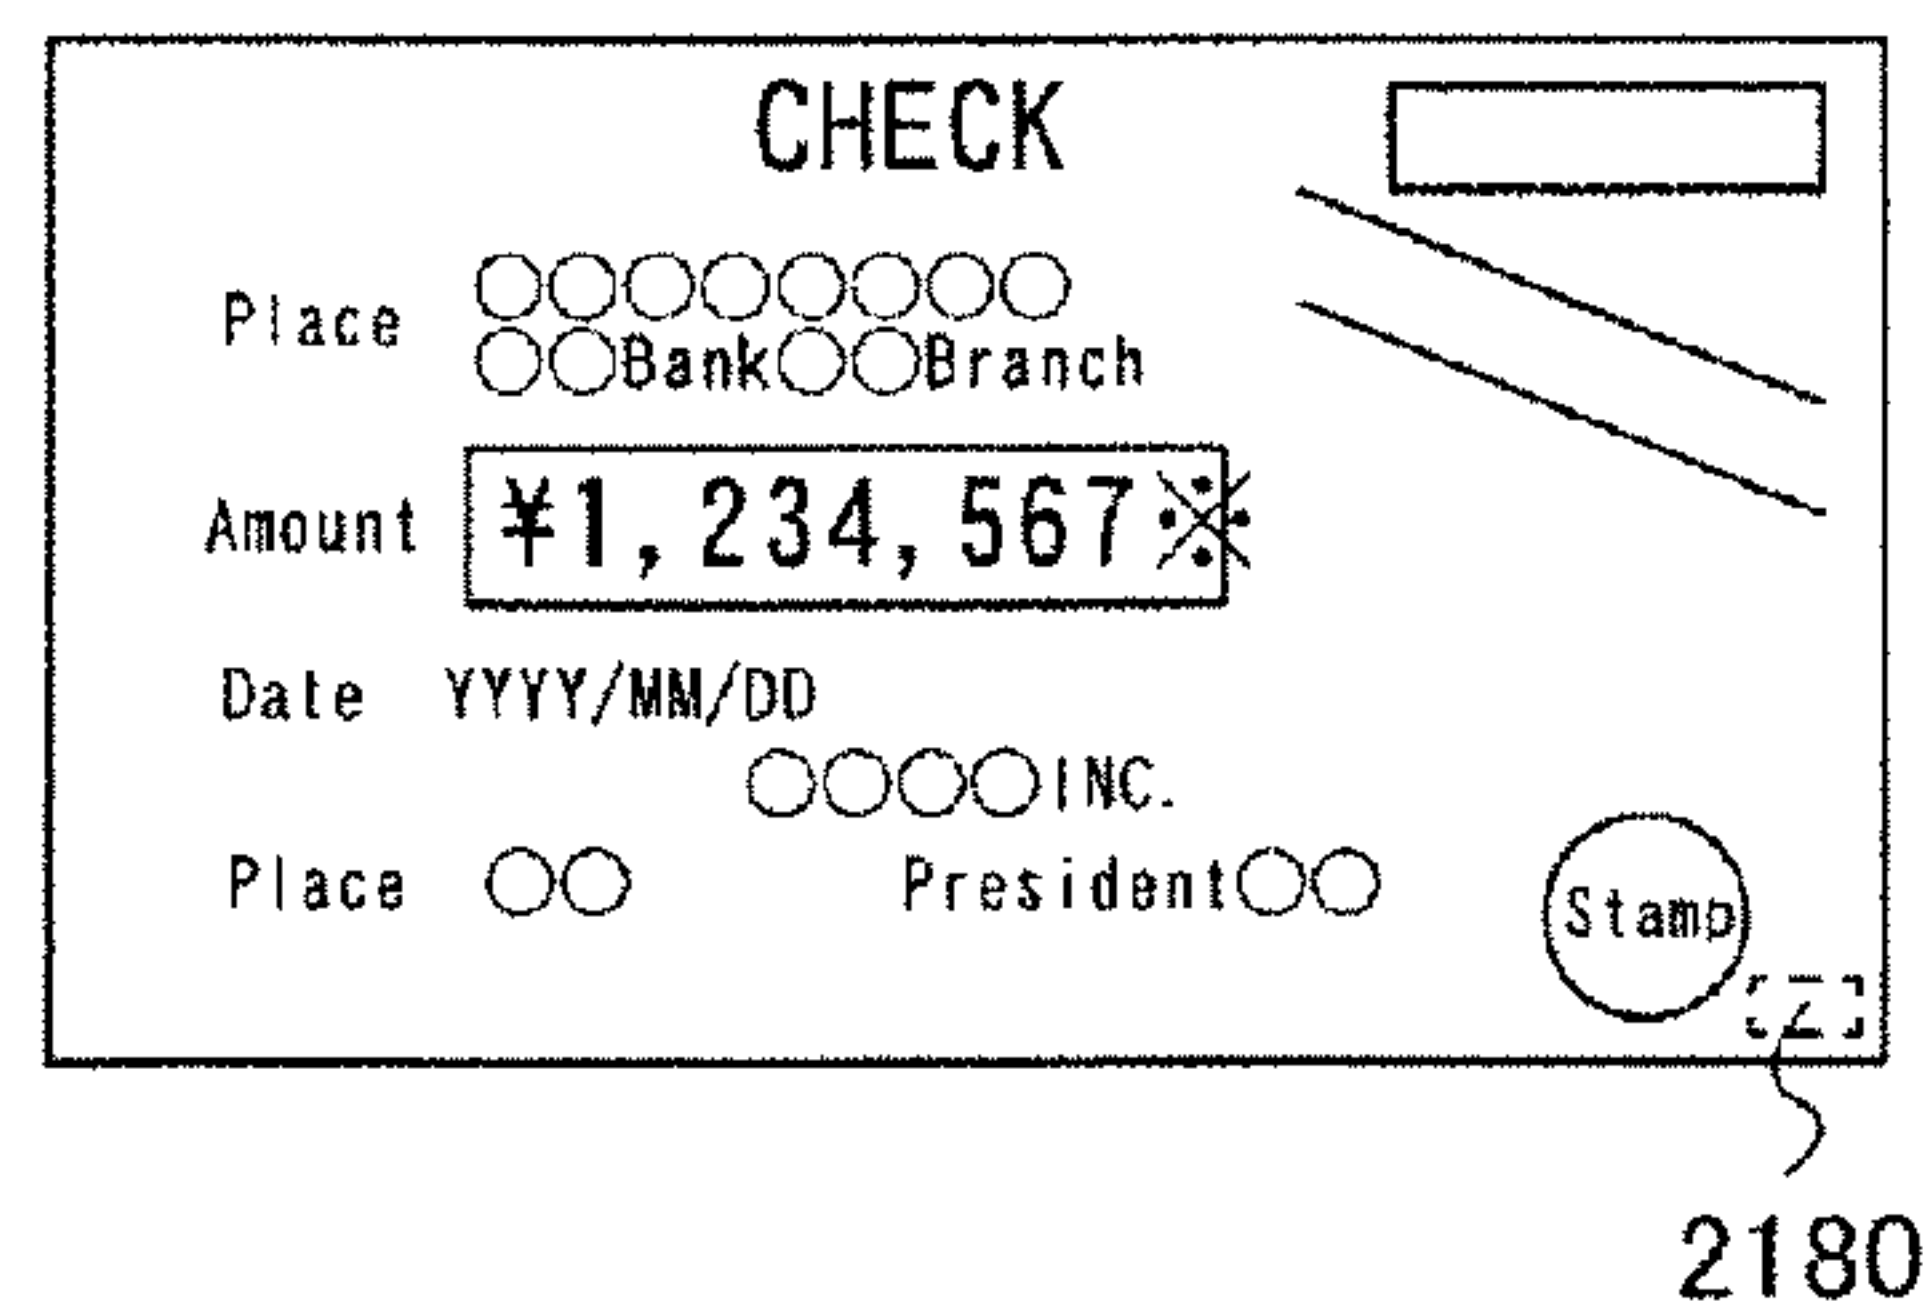 CHECK
Place ○○○○○○○○
○○Bank○○Branch
Amount ¥1,234,567※
Date YYYY/MM/DD
○○○○INC.
Place ○○ President○○
Stamp
2180